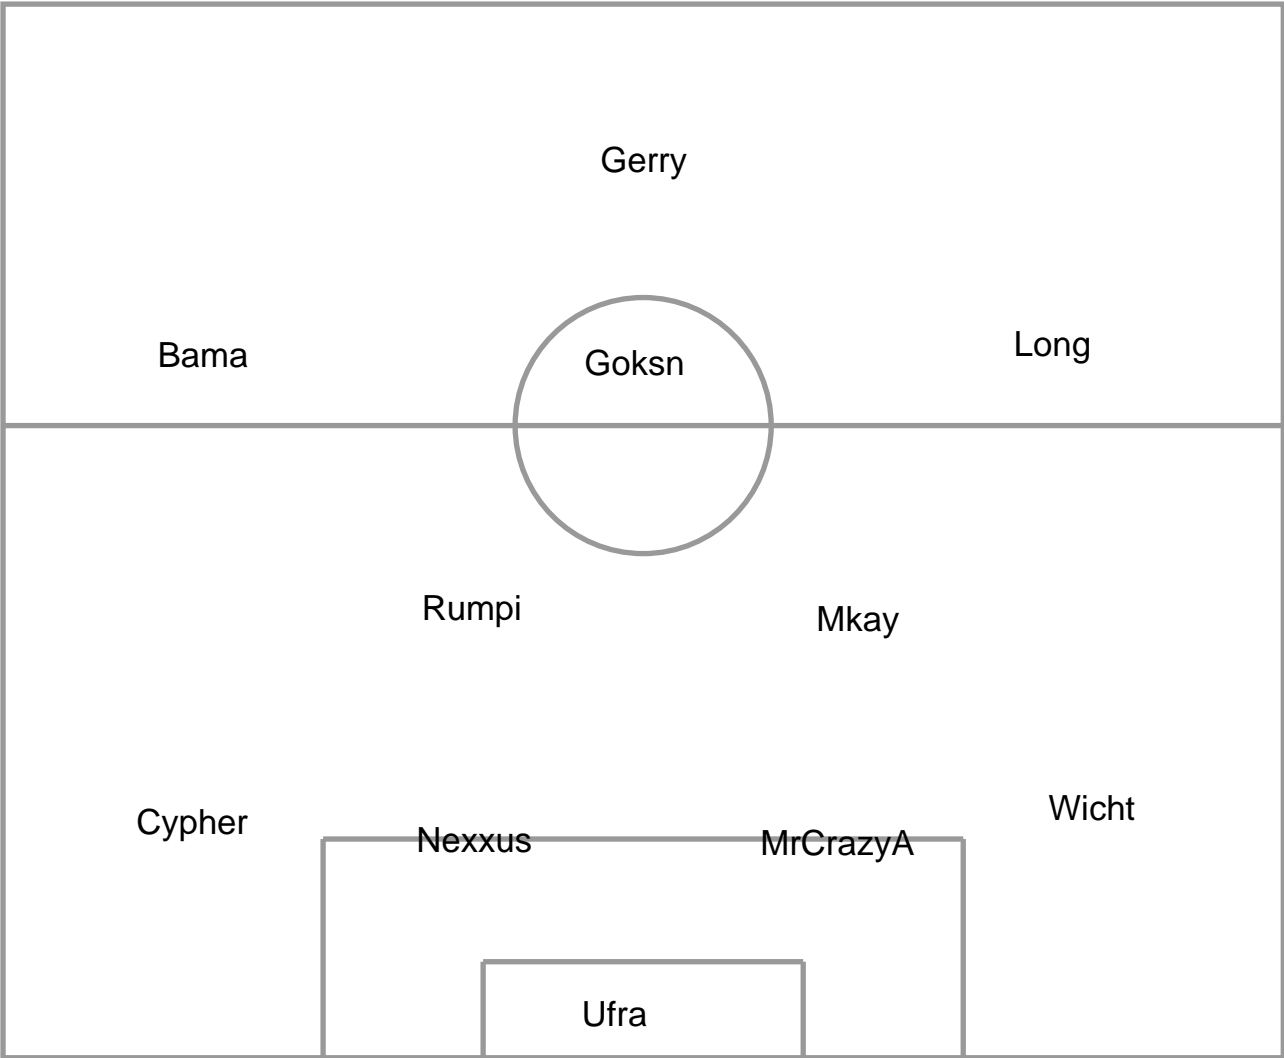 Gerry
Bama
Goksn
Long
Rumpi
Mkay
Cypher
Nexxus
MrCrazyA
Wicht
Ufra